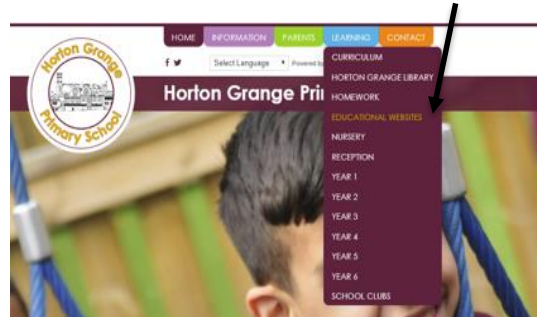 HOME INFORMATION PARENTS LEARNING CONTACT
Horton Grange
Primary School
Select Language Powered by
Horton Grange Pri
CURRICULUM
HORTON GRANGE LIBRARY
HOMEWORK
EDUCATIONAL WEBSITES
NURSERY
RECEPTION
YEAR 1
YEAR 2
YEAR 3
YEAR 4
YEAR 5
YEAR 6
SCHOOL CLUBS